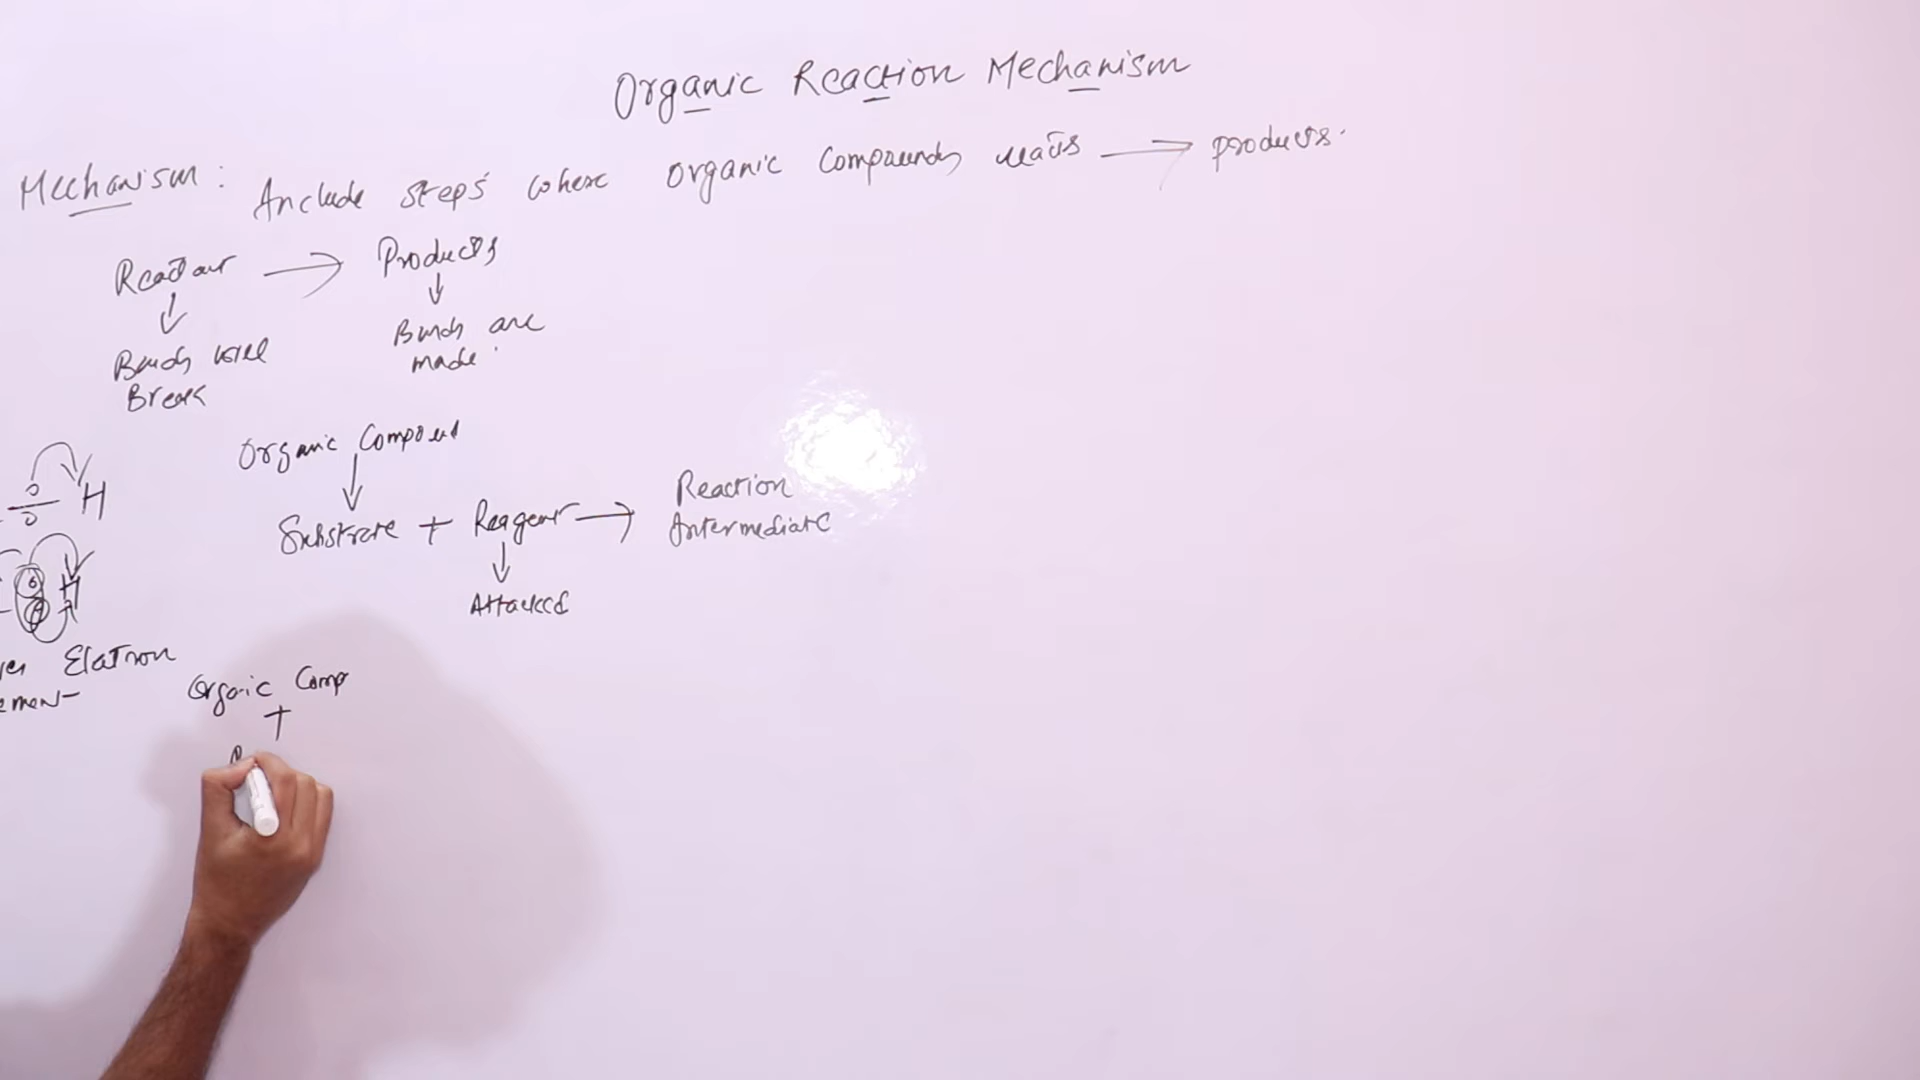 Organic Reaction Mechanism
Mechanism: Include steps where organic Compounds reacts → products.
Reactant → Products
↓ ↓
Bonds will Break
Bonds are made.
Organic Compound
↓
H
Substrate + Reagent → Reaction Intermediate
↓
Attacked
H
Electron
Orgaic Comp
+